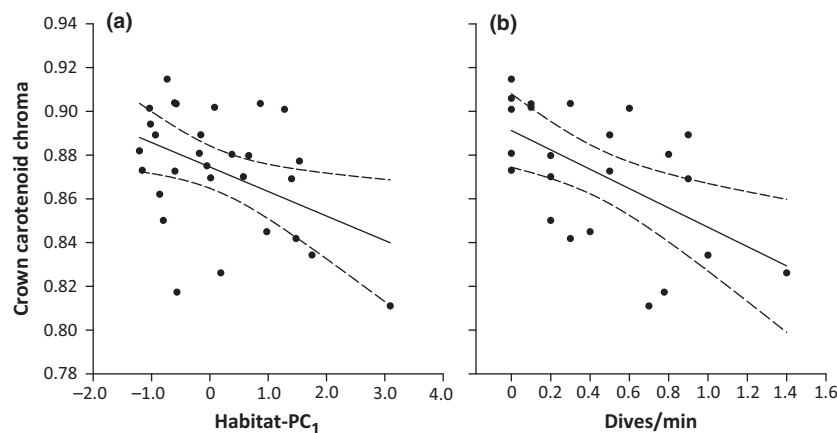 (a)
(b)
Crown carotenoid chroma
0.94
0.92
0.90
0.88
0.86
0.84
0.82
0.80
0.78
–2.0 –1.0 0 1.0 2.0 3.0 4.0
Habitat-PC1
0 0.2 0.4 0.6 0.8 1.0 1.2 1.4 1.6
Dives/min